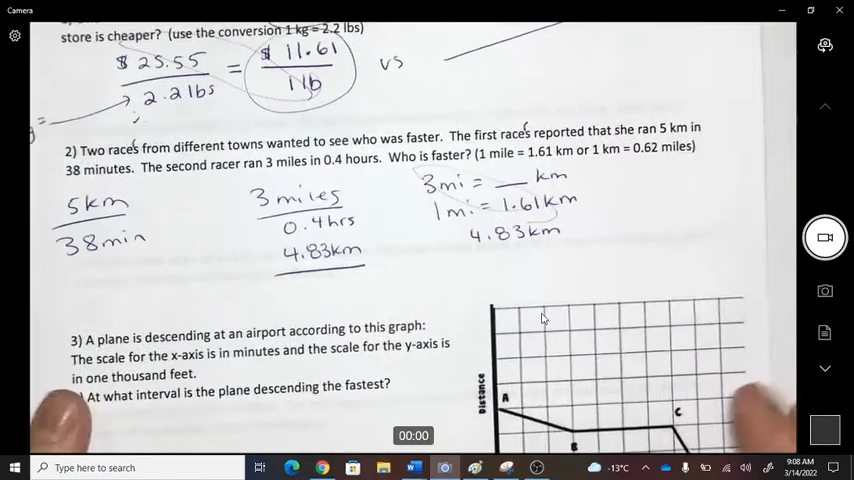 Camera
store is cheaper? (use the conversion 1 kg = 2.2 lbs)
$ 25.55 = $ 11.61 vs
2.2 lbs 1 lb
2) Two races from different towns wanted to see who was faster. The first races reported that she ran 5 km in
38 minutes. The second racer ran 3 miles in 0.4 hours. Who is faster? (1 mile = 1.61 km or 1 km = 0.62 miles)
5km 3 miles 3mi = __ km
38min 0.4hrs 1mi = 1.61km
4.83km 4.83km
3) A plane is descending at an airport according to this graph:
The scale for the x-axis is in minutes and the scale for the y-axis is
in one thousand feet.
At what interval is the plane descending the fastest?
Distance
A
B
C
00:00
Type here to search
-13°C
9:08 AM
3/14/2022